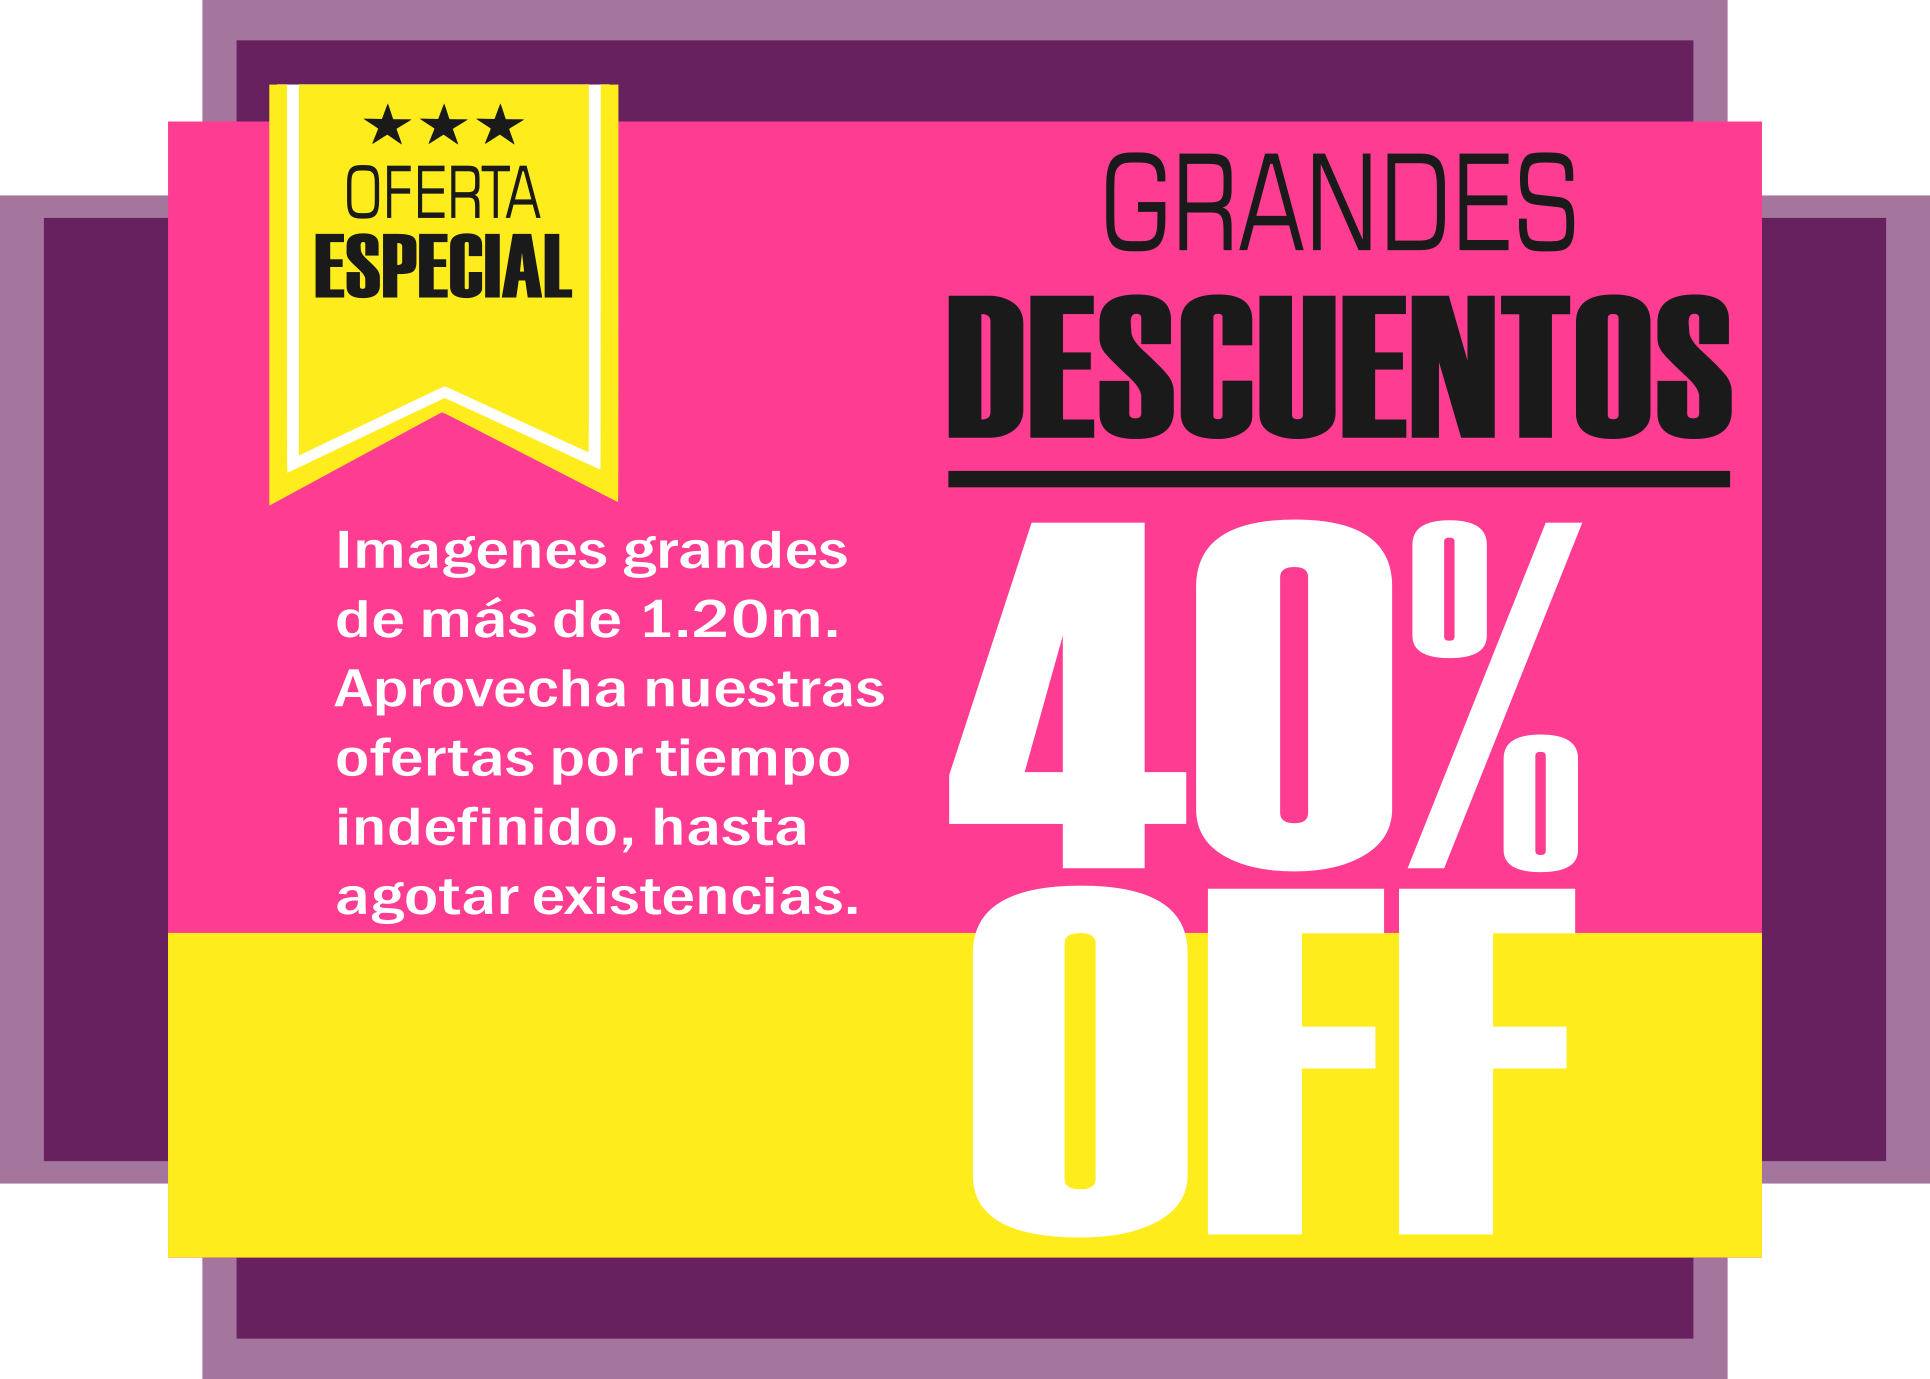 OFERTA
ESPECIAL
GRANDES
DESCUENTOS
Imagenes grandes
de más de 1.20m.
Aprovecha nuestras
ofertas por tiempo
indefinido, hasta
agotar existencias.
40%
OFF